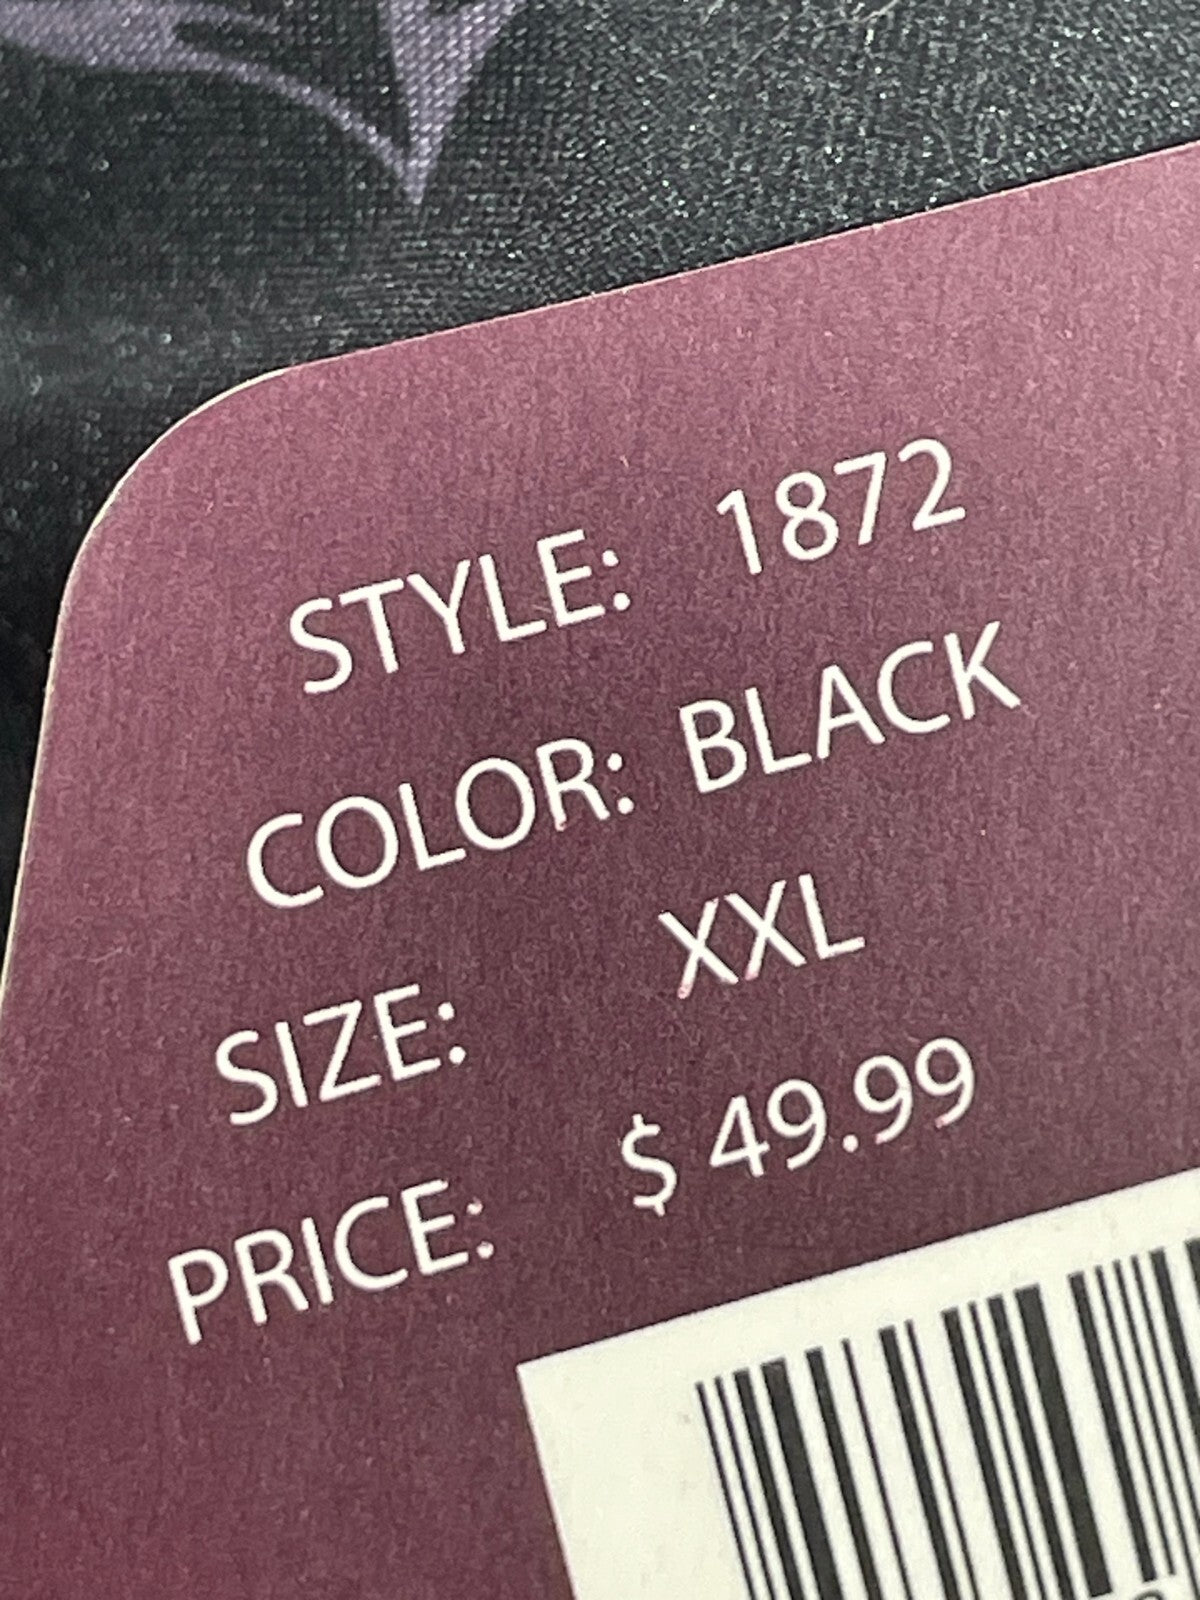 STYLE: 1872
COLOR: BLACK
SIZE: XXL
PRICE: $ 49.99